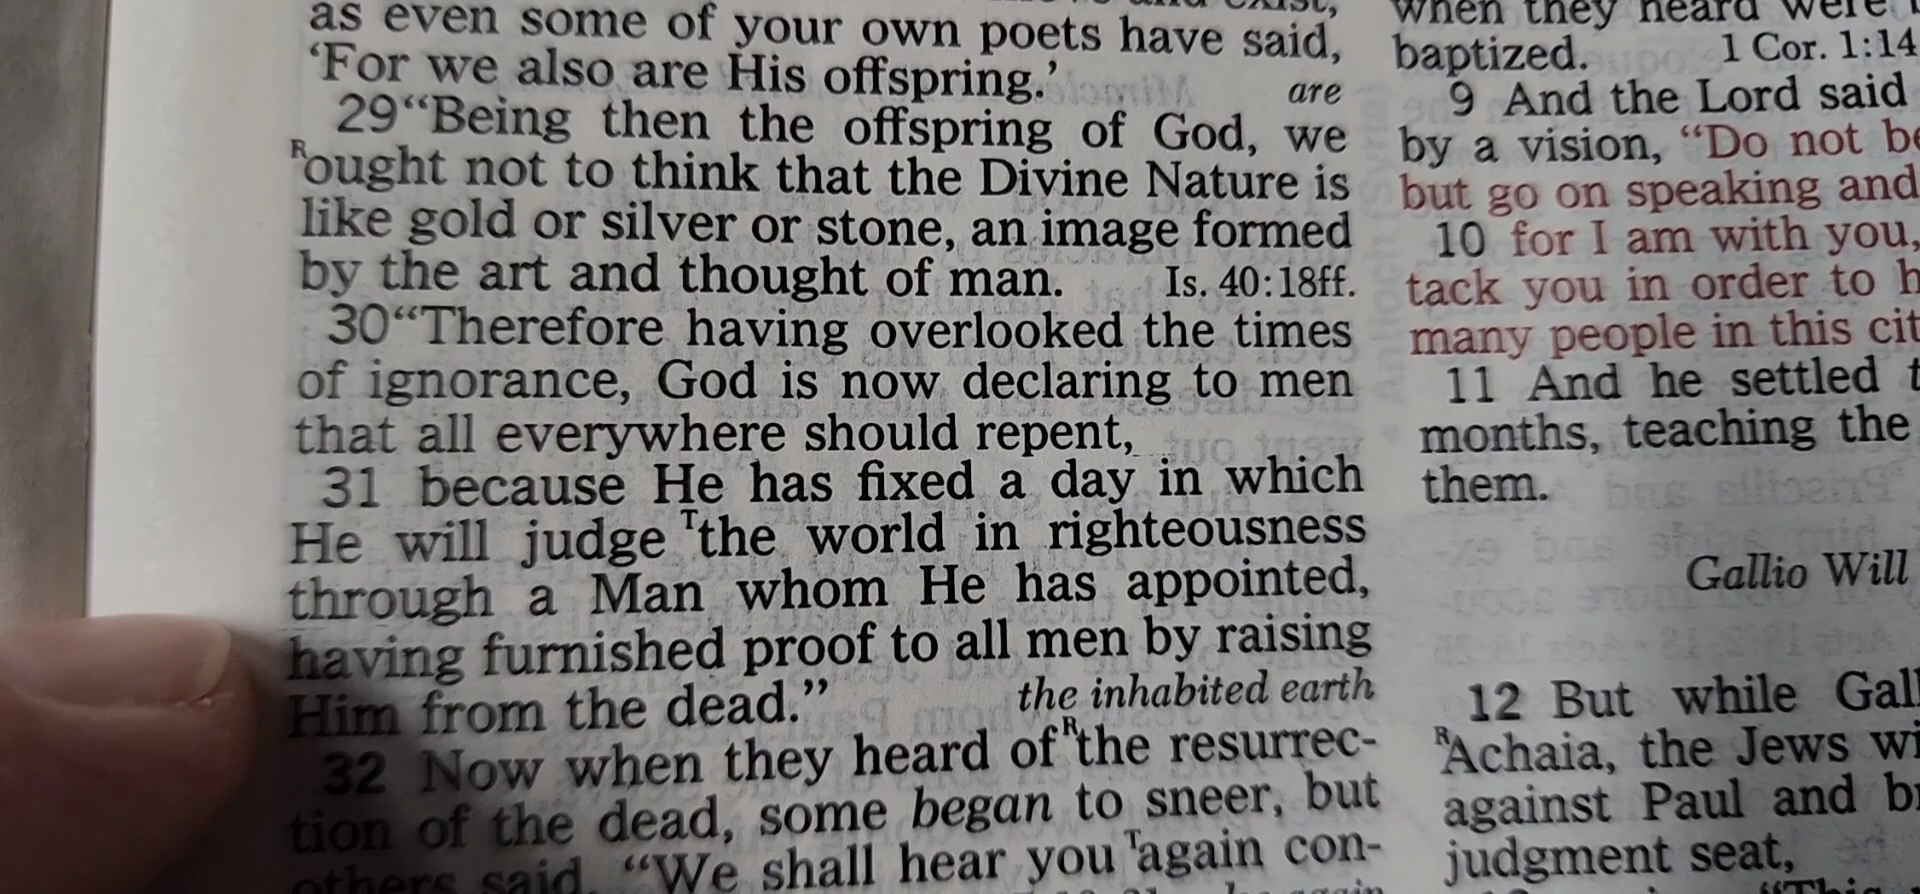 as even some of your own poets have said,
‘For we also are His offspring.’
are
29“Being then the offspring of God, we
ᴿought not to think that the Divine Nature is
like gold or silver or stone, an image formed
by the art and thought of man. Is. 40:18ff.
30“Therefore having overlooked the times
of ignorance, God is now declaring to men
that all everywhere should repent,
31 because He has fixed a day in which
He will judge ᵀthe world in righteousness
through a Man whom He has appointed,
having furnished proof to all men by raising
Him from the dead.” the inhabited earth
32 Now when they heard of ᴿthe resurrec-
tion of the dead, some began to sneer, but
others said, “We shall hear you ᵀagain con-
when they heard were
baptized. 1 Cor. 1:14
9 And the Lord said
by a vision, “Do not
but go on speaking and
10 for I am with you,
tack you in order to
many people in this
11 And he settled
months, teaching the
them.
Gallio Will
12 But while
ᴿAchaia, the Jews
against Paul and
judgment seat,